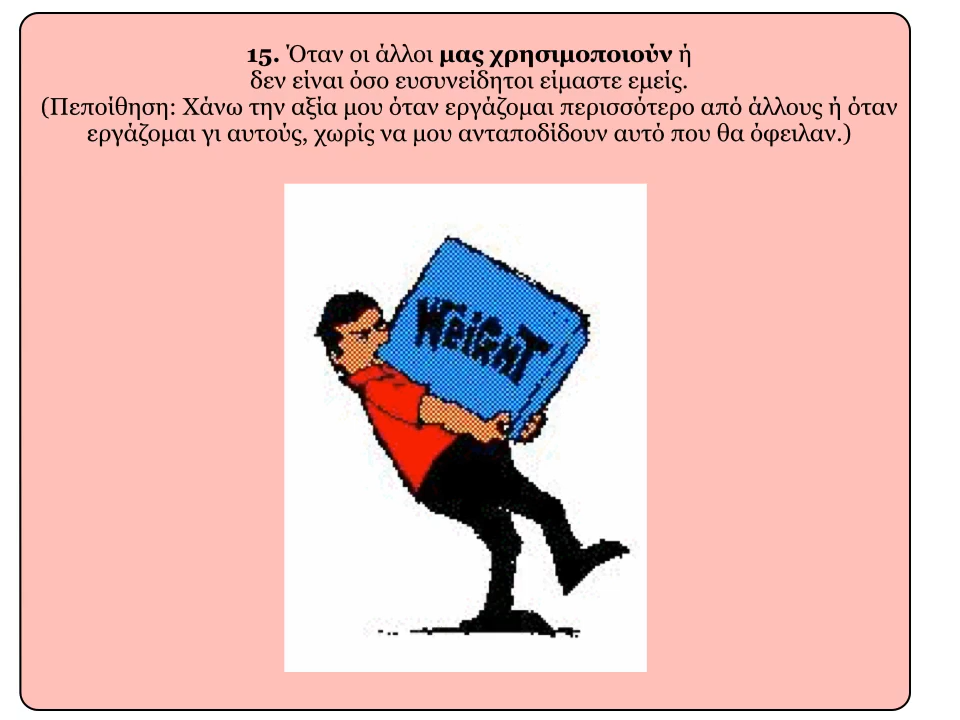 15. Όταν οι άλλοι μας χρησιμοποιούν ή
δεν είναι όσο ευσυνείδητοι είμαστε εμείς.
(Πεποίθηση: Χάνω την αξία μου όταν εργάζομαι περισσότερο από άλλους ή όταν
εργάζομαι γι αυτούς, χωρίς να μου ανταποδίδουν αυτό που θα όφειλαν.)
WeiGHT